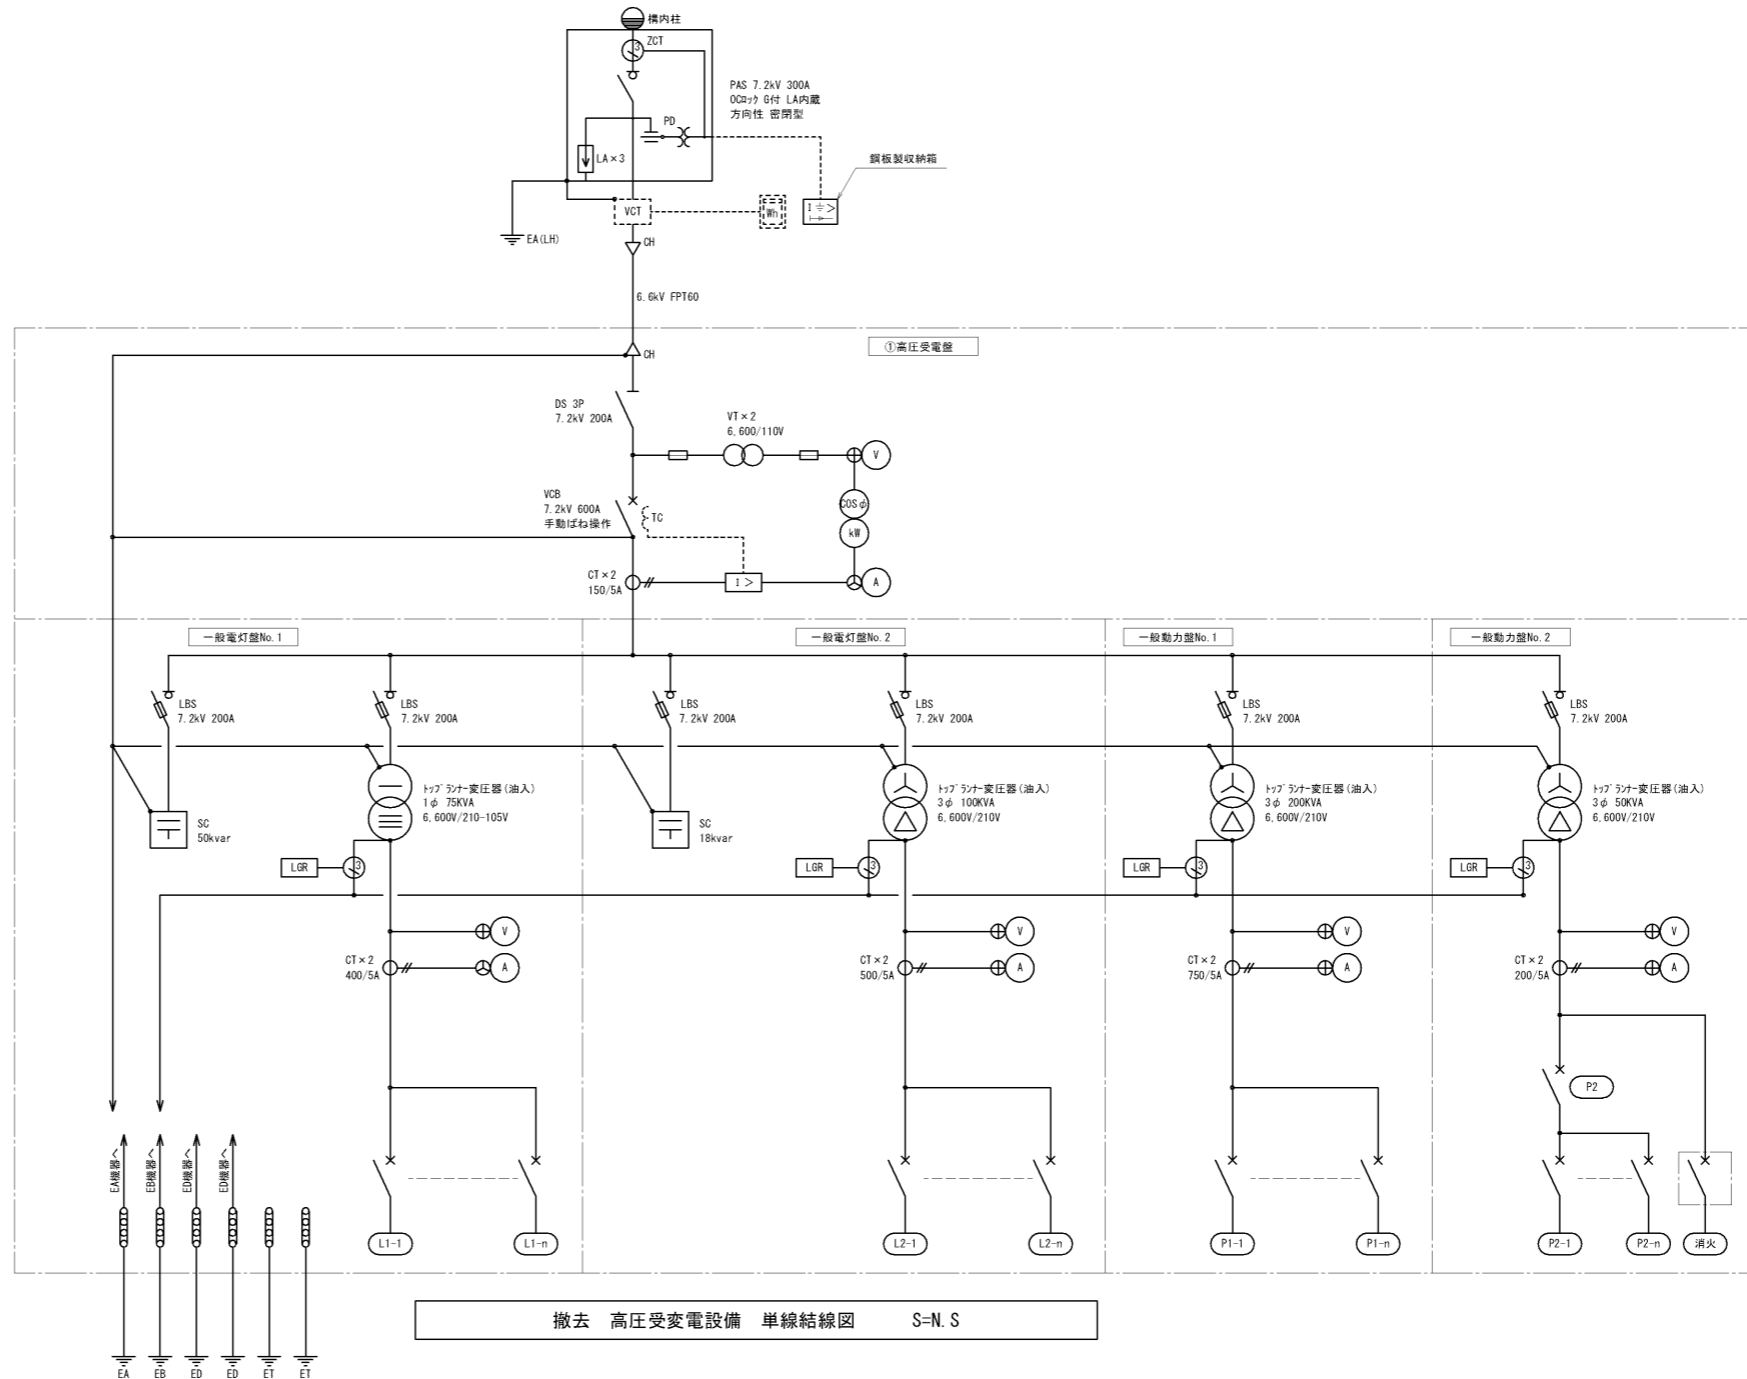 構内柱
ZCT
3
PAS 7.2kV 300A
OCロック G付 LA内蔵
方向性 密閉型
PD
LA×3
鋼板製収納箱
VCT
Wh
I ⏚ >
EA(LH)
CH
6.6kV FPT60
①高圧受電盤
CH
DS 3P
7.2kV 200A
VT×2
6,600/110V
V
VCB
7.2kV 600A
手動ばね操作
TC
COSφ
kW
CT×2
150/5A
I >
A
一般電灯盤No.1
一般電灯盤No.2
一般動力盤No.1
一般動力盤No.2
LBS
7.2kV 200A
LBS
7.2kV 200A
LBS
7.2kV 200A
LBS
7.2kV 200A
LBS
7.2kV 200A
LBS
7.2kV 200A
SC
50kvar
トップランナー変圧器(油入)
1φ 75KVA
6,600V/210-105V
SC
18kvar
トップランナー変圧器(油入)
3φ 100KVA
6,600V/210V
トップランナー変圧器(油入)
3φ 200KVA
6,600V/210V
トップランナー変圧器(油入)
3φ 50KVA
6,600V/210V
LGR
3
LGR
3
LGR
3
LGR
3
V
V
V
V
CT×2
400/5A
A
CT×2
500/5A
A
CT×2
750/5A
A
CT×2
200/5A
A
P2
EA機器へ
EB機器へ
ED機器へ
ED機器へ
L1-1
L1-n
L2-1
L2-n
P1-1
P1-n
P2-1
P2-n
消火
撤去 高圧受変電設備 単線結線図 S=N.S
EA
EB
ED
ED
ET
ET